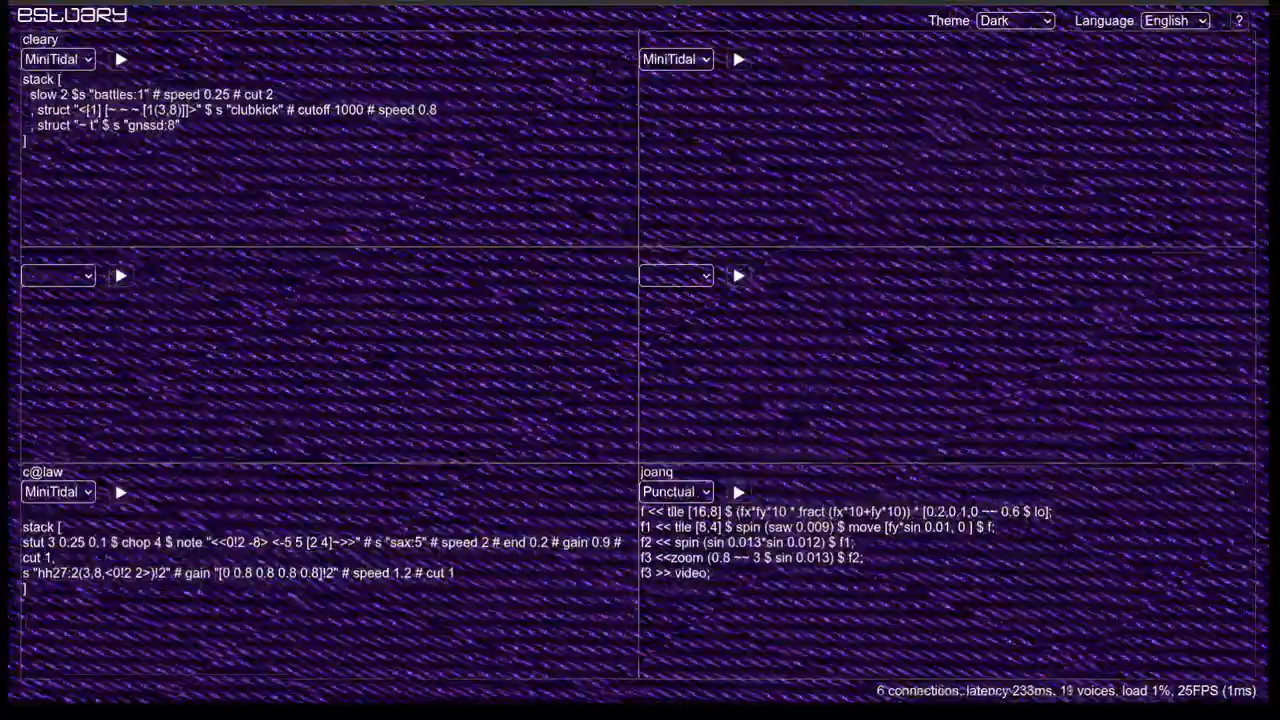 estuary
Theme Dark Language English ?
cleary
MiniTidal
stack [
slow 2 $s "battles:1" # speed 0.25 # cut 2
, struct "<[1] [~ ~ ~ [1(3,8)]]>" $ s "clubkick" # cutoff 1000 # speed 0.8
, struct "~ t" $ s "gnssd:8"
]
MiniTidal
c@law
MiniTidal
stack [
stut 3 0.25 0.1 $ chop 4 $ note "<<0!2 -8> <-5 5 [2 4]~>>" # s "sax:5" # speed 2 # end 0.2 # gain 0.9 #
cut 1,
s "hh27:2(3,8,<0!2 2>)!2" # gain "[0 0.8 0.8 0.8 0.8]!2" # speed 1.2 # cut 1
]
joanq
Punctual
f << tile [16,8] $ (fx*fy*10 * fract (fx*10+fy*10)) * [0.2,0.1,0 ~~ 0.6 $ lo];
f1 << tile [8,4] $ spin (saw 0.009) $ move [fy*sin 0.01, 0 ] $ f;
f2 << spin (sin 0.013*sin 0.012) $ f1;
f3 <<zoom (0.8 ~~ 3 $ sin 0.013) $ f2;
f3 >> video;
6 connections, latency 233ms, 19 voices, load 1%, 25FPS (1ms)